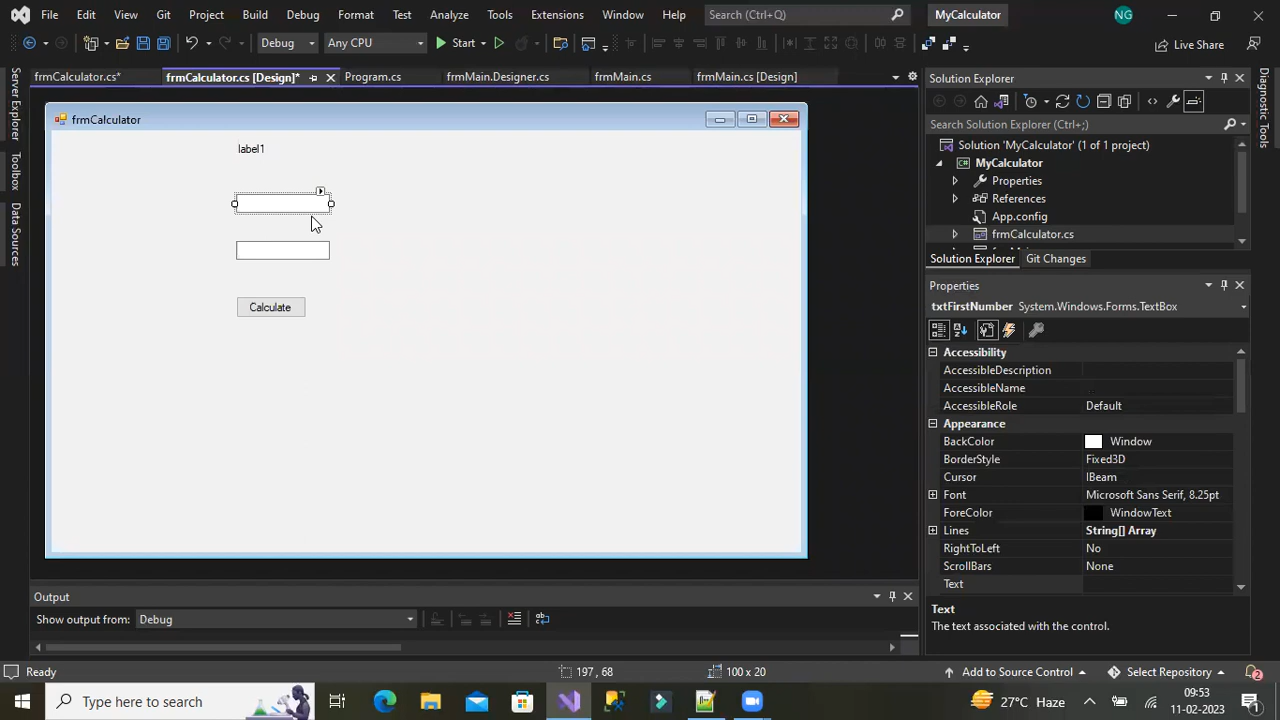 File Edit View Git Project Build Debug Format Test Analyze Tools Extensions Window Help Search (Ctrl+Q) MyCalculator NG
Debug Any CPU Start Live Share
frmCalculator.cs* frmCalculator.cs [Design]* Program.cs frmMain.Designer.cs frmMain.cs frmMain [Design]
Server Explorer
Toolbox
Data Sources
frmCalculator
label1
Calculate
Output
Show output from: Debug
Solution Explorer
Search Solution Explorer (Ctrl+;)
Solution 'MyCalculator' (1 of 1 project)
MyCalculator
Properties
References
App.config
frmCalculator.cs
Solution Explorer Git Changes
Properties
txtFirstNumber System.Windows.Forms.TextBox
Accessibility
AccessibleDescription
AccessibleName
AccessibleRole Default
Appearance
BackColor Window
BorderStyle Fixed3D
Cursor IBeam
Font Microsoft Sans Serif, 8.25pt
ForeColor WindowText
Lines String[] Array
RightToLeft No
ScrollBars None
Text
Text
The text associated with the control.
Diagnostic Tools
Ready 197 , 68 100 x 20 Add to Source Control Select Repository 2
Type here to search 27°C Haze 09:53
11-02-2023 1